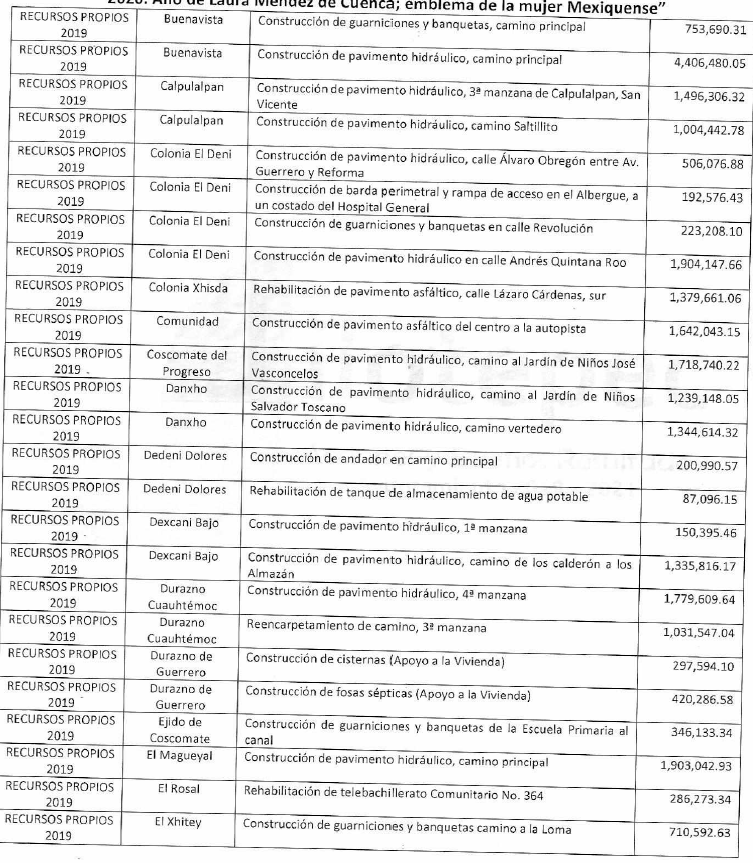 2020. Año de Laura Méndez de Cuenca; emblema de la mujer Mexiquense”
RECURSOS PROPIOS 2019 Buenavista Construcción de guarniciones y banquetas, camino principal 753,690.31
RECURSOS PROPIOS 2019 Buenavista Construcción de pavimento hidráulico, camino principal 4,406,480.05
RECURSOS PROPIOS 2019 Calpulalpan Construcción de pavimento hidráulico, 3ª manzana de Calpulalpan, San Vicente 1,496,306.32
RECURSOS PROPIOS 2019 Calpulalpan Construcción de pavimento hidráulico, camino Saltillito 1,004,442.78
RECURSOS PROPIOS 2019 Colonia El Deni Construcción de pavimento hidráulico, calle Álvaro Obregón entre Av. Guerrero y Reforma 506,076.88
RECURSOS PROPIOS 2019 Colonia El Deni Construcción de barda perimetral y rampa de acceso en el Albergue, a un costado del Hospital General 192,576.43
RECURSOS PROPIOS 2019 Colonia El Deni Construcción de guarniciones y banquetas en calle Revolución 223,208.10
RECURSOS PROPIOS 2019 Colonia El Deni Construcción de pavimento hidráulico en calle Andrés Quintana Roo 1,904,147.66
RECURSOS PROPIOS 2019 Colonia Xhisda Rehabilitación de pavimento asfáltico, calle Lázaro Cárdenas, sur 1,379,661.06
RECURSOS PROPIOS 2019 Comunidad Construcción de pavimento asfáltico del centro a la autopista 1,642,043.15
RECURSOS PROPIOS 2019 Coscomate del Progreso Construcción de pavimento hidráulico, camino al Jardín de Niños José Vasconcelos 1,718,740.22
RECURSOS PROPIOS 2019 Danxho Construcción de pavimento hidráulico, camino al Jardín de Niños Salvador Toscano 1,239,148.05
RECURSOS PROPIOS 2019 Danxho Construcción de pavimento hidráulico, camino vertedero 1,344,614.32
RECURSOS PROPIOS 2019 Dedeni Dolores Construcción de andador en camino principal 200,990.57
RECURSOS PROPIOS 2019 Dedeni Dolores Rehabilitación de tanque de almacenamiento de agua potable 87,096.15
RECURSOS PROPIOS 2019 Dexcani Bajo Construcción de pavimento hidráulico, 1ª manzana 150,395.46
RECURSOS PROPIOS 2019 Dexcani Bajo Construcción de pavimento hidráulico, camino de los calderón a los Almazán 1,335,816.17
RECURSOS PROPIOS 2019 Durazno Cuauhtémoc Construcción de pavimento hidráulico, 4ª manzana 1,779,609.64
RECURSOS PROPIOS 2019 Durazno Cuauhtémoc Reencarpetamiento de camino, 3ª manzana 1,031,547.04
RECURSOS PROPIOS 2019 Durazno de Guerrero Construcción de cisternas (Apoyo a la Vivienda) 297,594.10
RECURSOS PROPIOS 2019 Durazno de Guerrero Construcción de fosas sépticas (Apoyo a la Vivienda) 420,286.58
RECURSOS PROPIOS 2019 Ejido de Coscomate Construcción de guarniciones y banquetas de la Escuela Primaria al canal 346,133.34
RECURSOS PROPIOS 2019 El Magueyal Construcción de pavimento hidráulico, camino principal 1,903,042.93
RECURSOS PROPIOS 2019 El Rosal Rehabilitación de telebachillerato Comunitario No. 364 286,273.34
RECURSOS PROPIOS 2019 El Xhitey Construcción de guarniciones y banquetas camino a la Loma 710,592.63